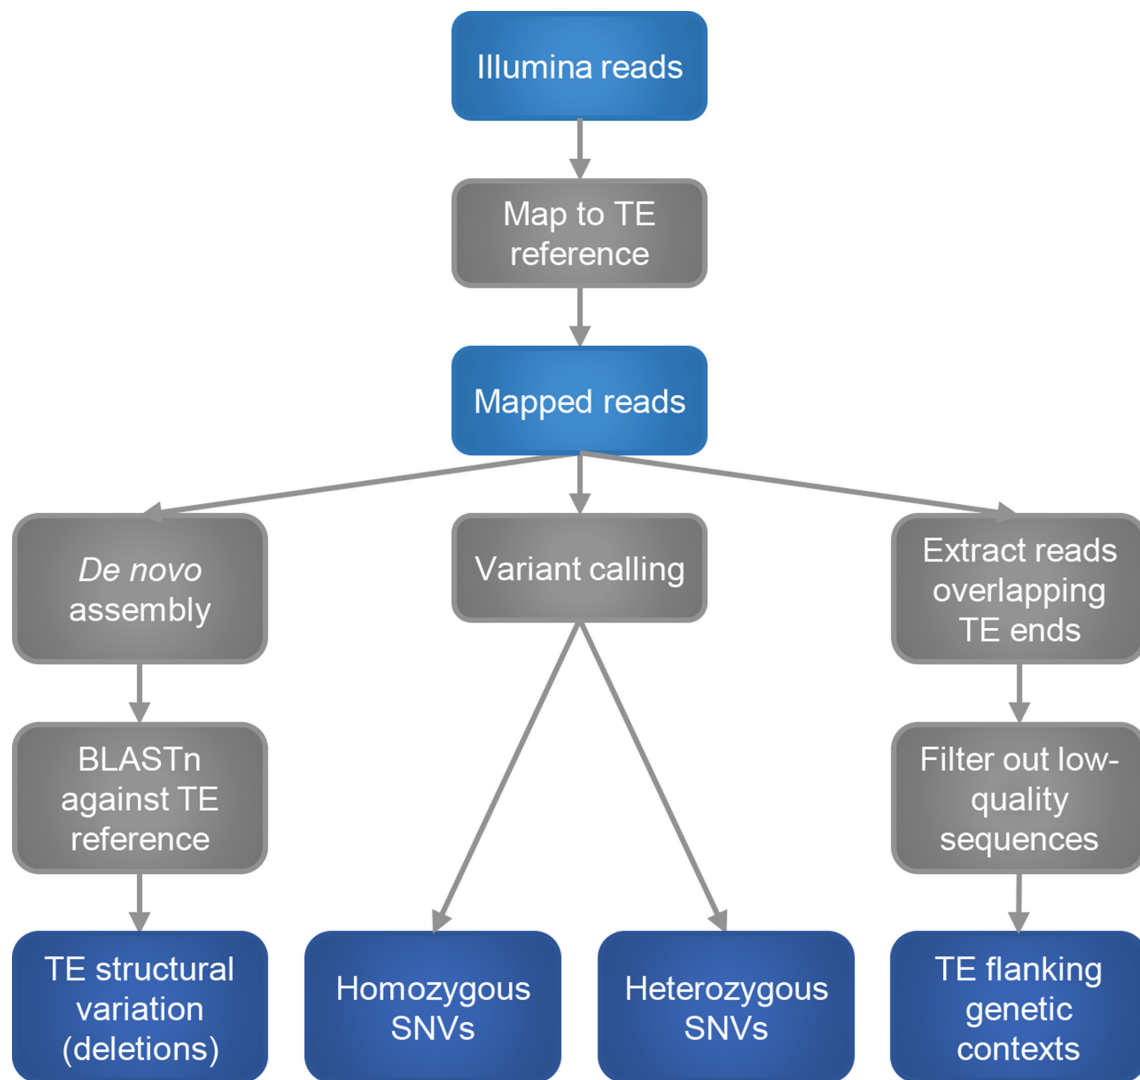 Illumina reads
Map to TE
reference
Mapped reads
De novo
assembly
Variant calling
Extract reads
overlapping
TE ends
BLASTn
against TE
reference
Filter out low-
quality
sequences
TE structural
variation
(deletions)
Homozygous
SNVs
Heterozygous
SNVs
TE flanking
genetic
contexts